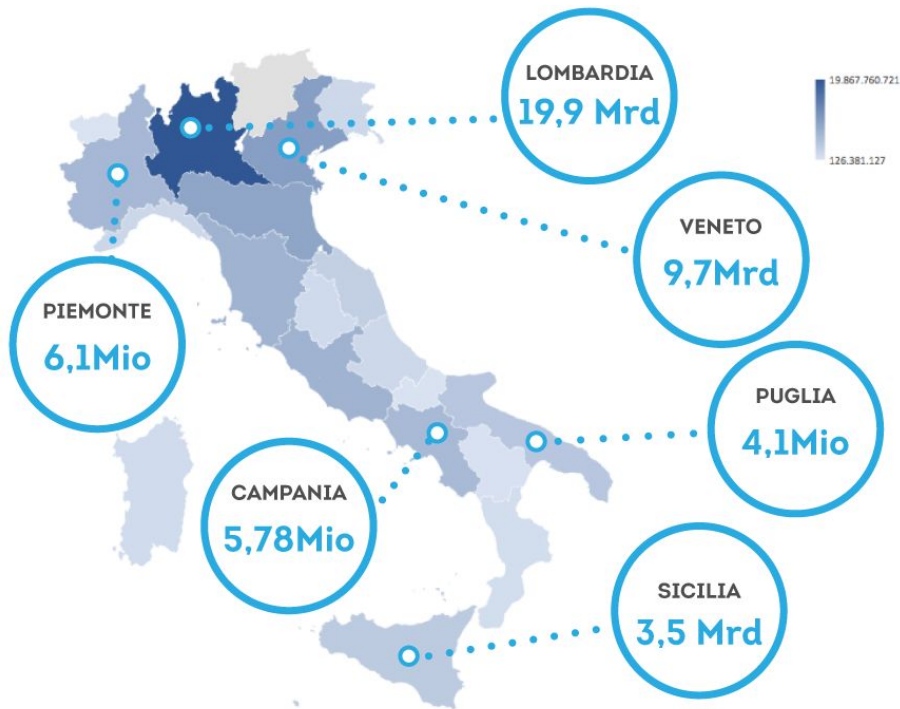 LOMBARDIA
19,9 Mrd
19.867.760.721
126.381.127
VENETO
9,7Mrd
PIEMONTE
6,1Mio
PUGLIA
4,1Mio
CAMPANIA
5,78Mio
SICILIA
3,5 Mrd